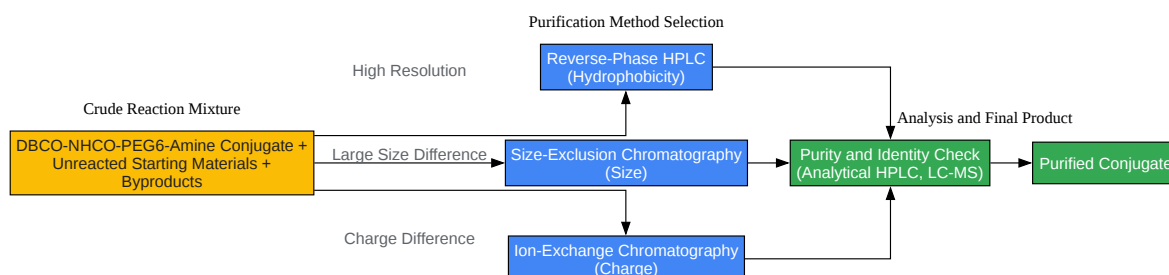 Purification Method Selection
High Resolution
Reverse-Phase HPLC
(Hydrophobicity)
Crude Reaction Mixture
DBCO-NHCO-PEG6-Amine Conjugate +
Unreacted Starting Materials +
Byproducts
Large Size Difference
Size-Exclusion Chromatography
(Size)
Charge Difference
Ion-Exchange Chromatography
(Charge)
Analysis and Final Product
Purity and Identity Check
(Analytical HPLC, LC-MS)
Purified Conjugate